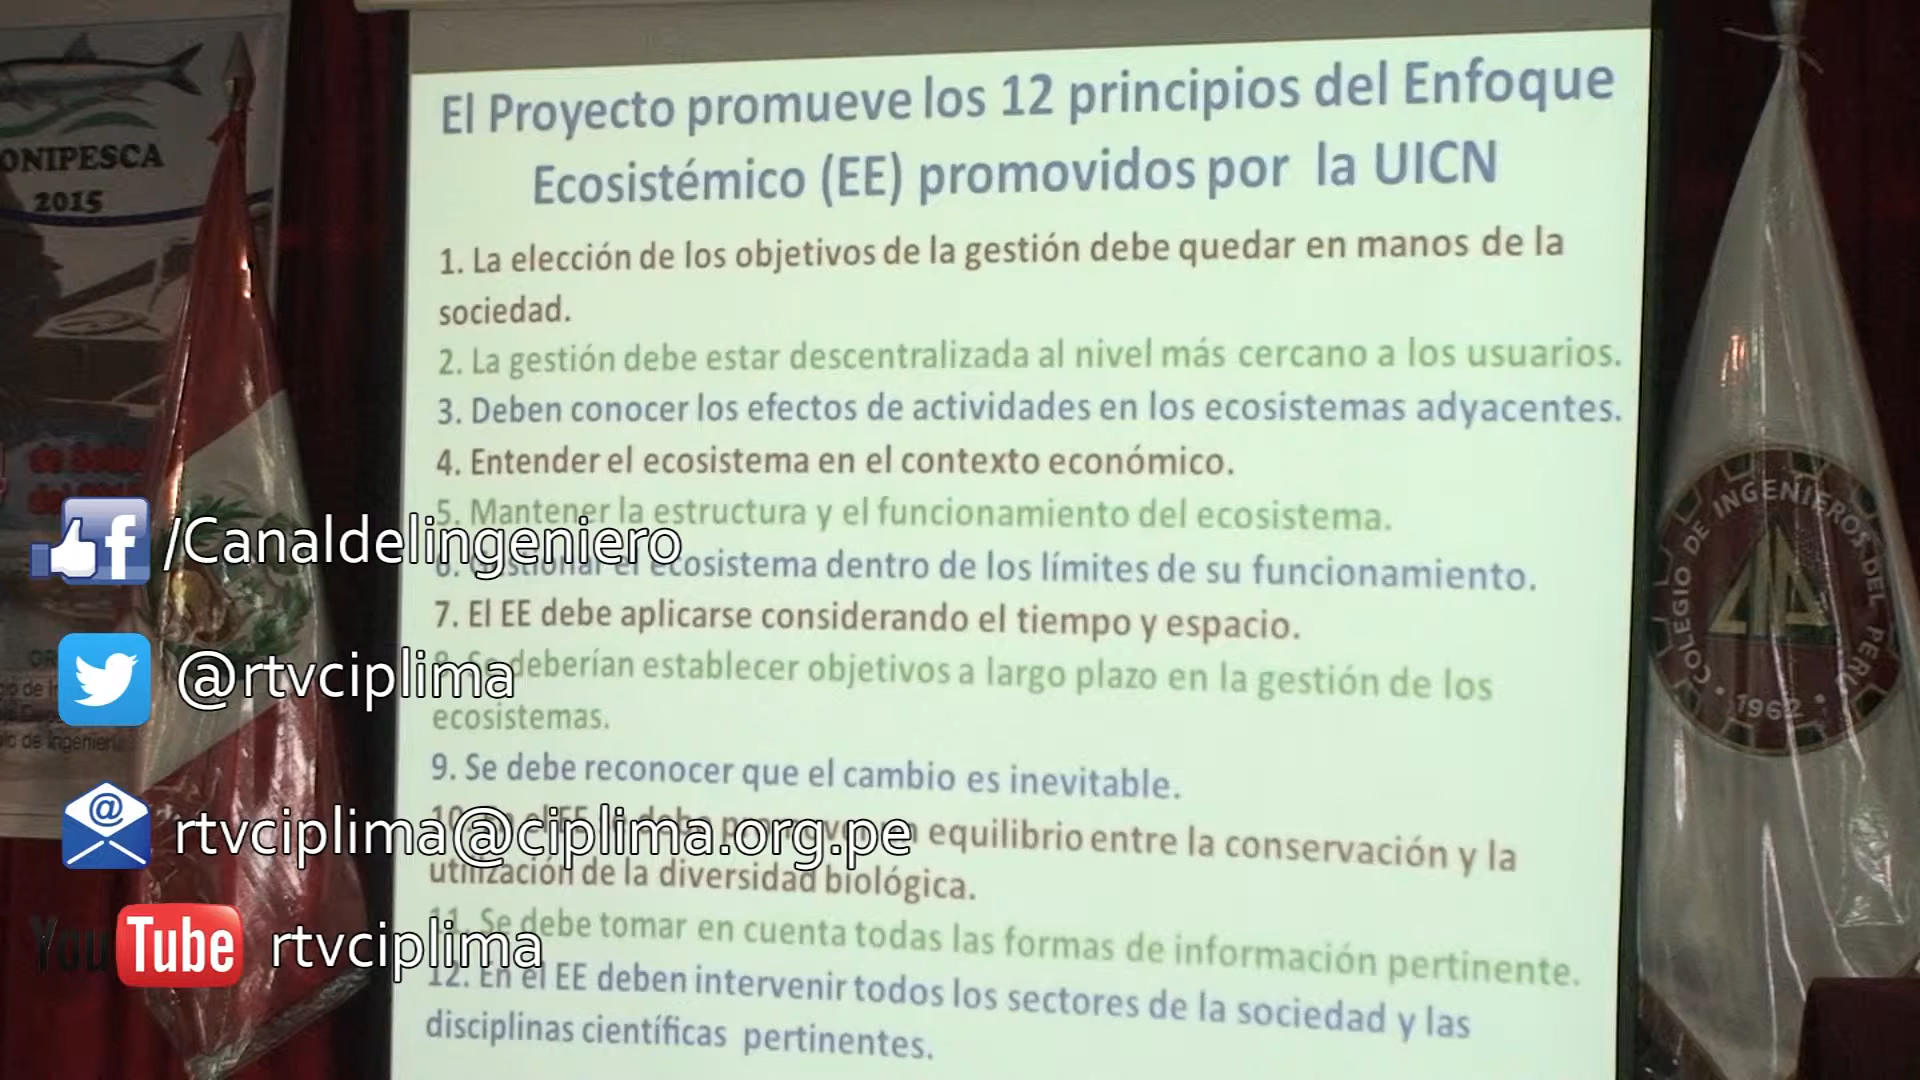 El Proyecto promueve los 12 principios del Enfoque
Ecosistémico (EE) promovidos por la UICN
1. La elección de los objetivos de la gestión debe quedar en manos de la
sociedad.
2. La gestión debe estar descentralizada al nivel más cercano a los usuarios.
3. Deben conocer los efectos de actividades en los ecosistemas adyacentes.
4. Entender el ecosistema en el contexto económico.
5. Mantener la estructura y el funcionamiento del ecosistema.
6. Gestionar el ecosistema dentro de los límites de su funcionamiento.
7. El EE debe aplicarse considerando el tiempo y espacio.
8. Se deberían establecer objetivos a largo plazo en la gestión de los
ecosistemas.
9. Se debe reconocer que el cambio es inevitable.
10. equilibrio entre la conservación y la
utilización de la diversidad biológica.
11. Se debe tomar en cuenta todas las formas de información pertinente.
12. En el EE deben intervenir todos los sectores de la sociedad y las
disciplinas científicas pertinentes.
ONIPESCA
2015
/Canaldelingeniero
@rtvciplima
rtvciplima@ciplima.org.pe
YouTube rtvciplima
COLEGIO DE INGENIEROS DEL PERU
1962